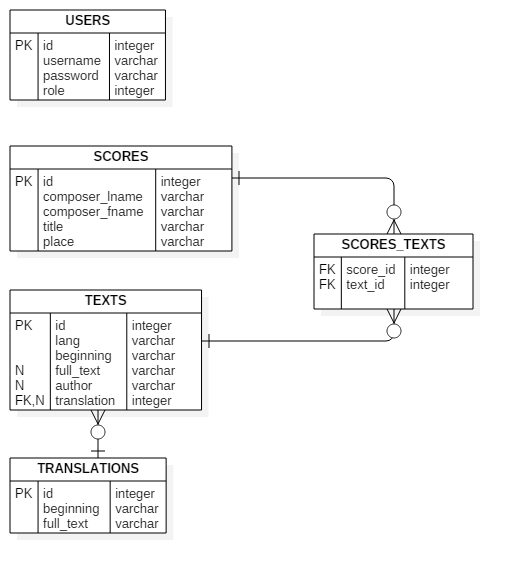 USERS
PK id integer
username varchar
password varchar
role integer
SCORES
PK id integer
composer_lname varchar
composer_fname varchar
title varchar
place varchar
SCORES_TEXTS
FK score_id integer
FK text_id integer
TEXTS
PK id integer
lang varchar
beginning varchar
N full_text varchar
N author varchar
FK,N translation integer
TRANSLATIONS
PK id integer
beginning varchar
full_text varchar